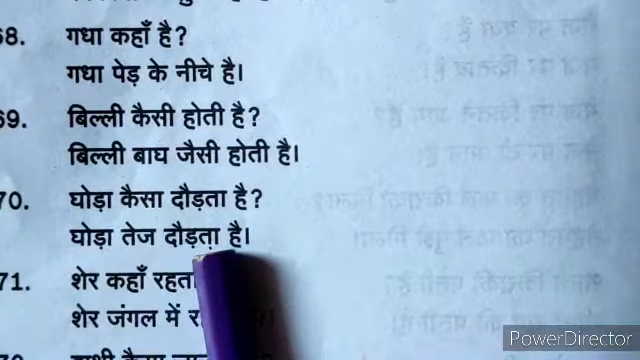 68. गधा कहाँ है?
गधा पेड़ के नीचे है।
69. बिल्ली कैसी होती है?
बिल्ली बाघ जैसी होती है।
70. घोड़ा कैसा दौड़ता है?
घोड़ा तेज दौड़ता है।
71. शेर कहाँ रहता
शेर जंगल में
PowerDirector